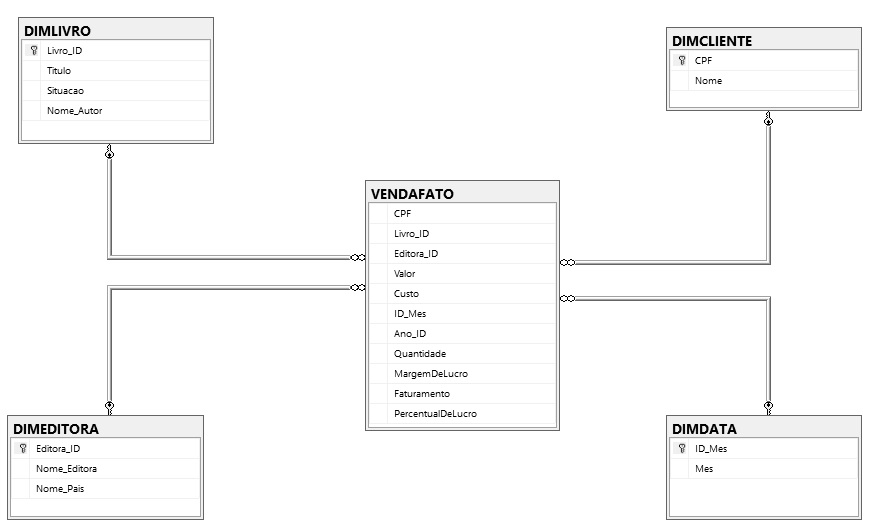 DIMLIVRO
Livro_ID
Titulo
Situacao
Nome_Autor
DIMCLIENTE
CPF
Nome
VENDAFATO
CPF
Livro_ID
Editora_ID
Valor
Custo
ID_Mes
Ano_ID
Quantidade
MargemDeLucro
Faturamento
PercentualDeLucro
DIMEDITORA
Editora_ID
Nome_Editora
Nome_Pais
DIMDATA
ID_Mes
Mes